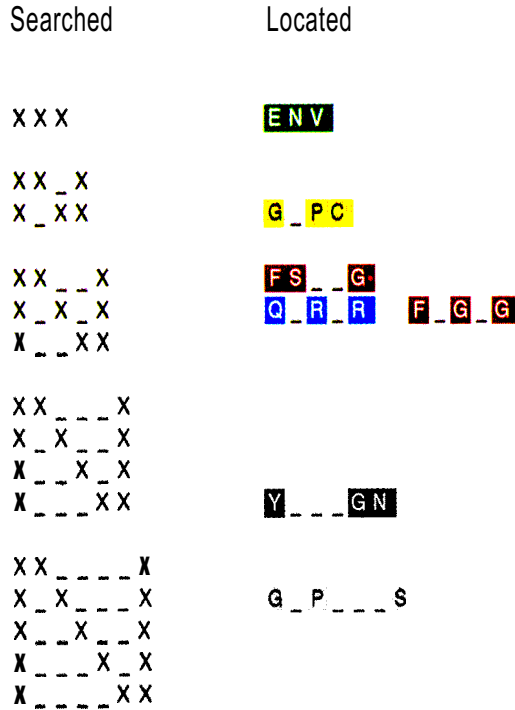 Searched Located
X X X E N V
X X _ X
X _ X X G _ P C
X X _ _ X F S _ _ G
X _ X _ X Q _ R _ R F _ G _ G
X _ _ X X
X X _ _ _ X
X _ X _ _ X
X _ _ X _ X
X _ _ _ X X Y _ _ _ G N
X X _ _ _ _ X
X _ X _ _ _ X G _ P _ _ _ S
X _ _ X _ _ X
X _ _ _ X _ X
X _ _ _ _ X X